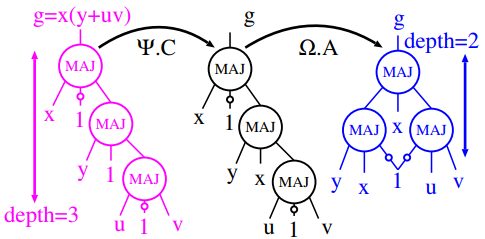 g=x(y+uv)
MAJ
x
1
MAJ
y
1
MAJ
u
1
v
depth=3
Ψ.C
g
MAJ
x
1
MAJ
y
x
MAJ
u
1
v
Ω.A
g
depth=2
MAJ
MAJ
x
MAJ
y
x
1
u
v